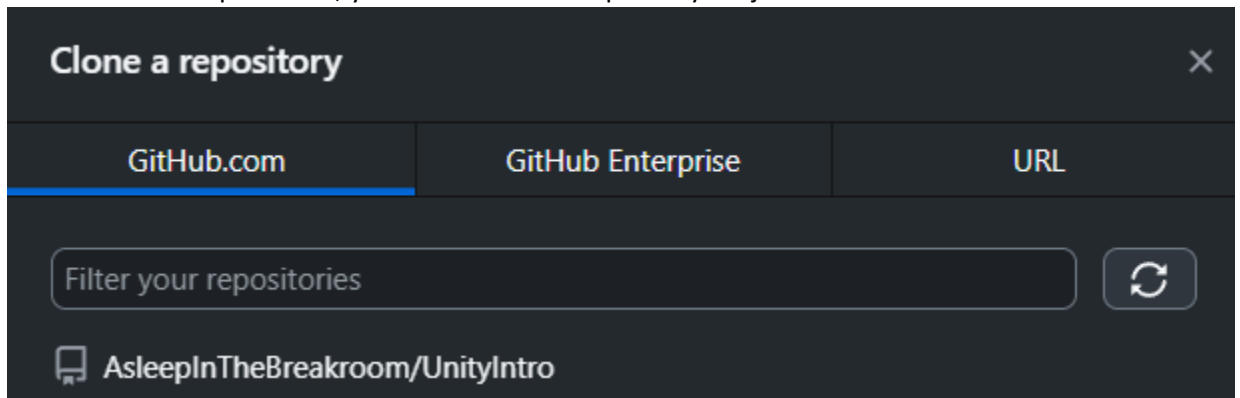 Clone a repository
GitHub.com
GitHub Enterprise
URL
Filter your repositories
AsleepInTheBreakroom/UnityIntro